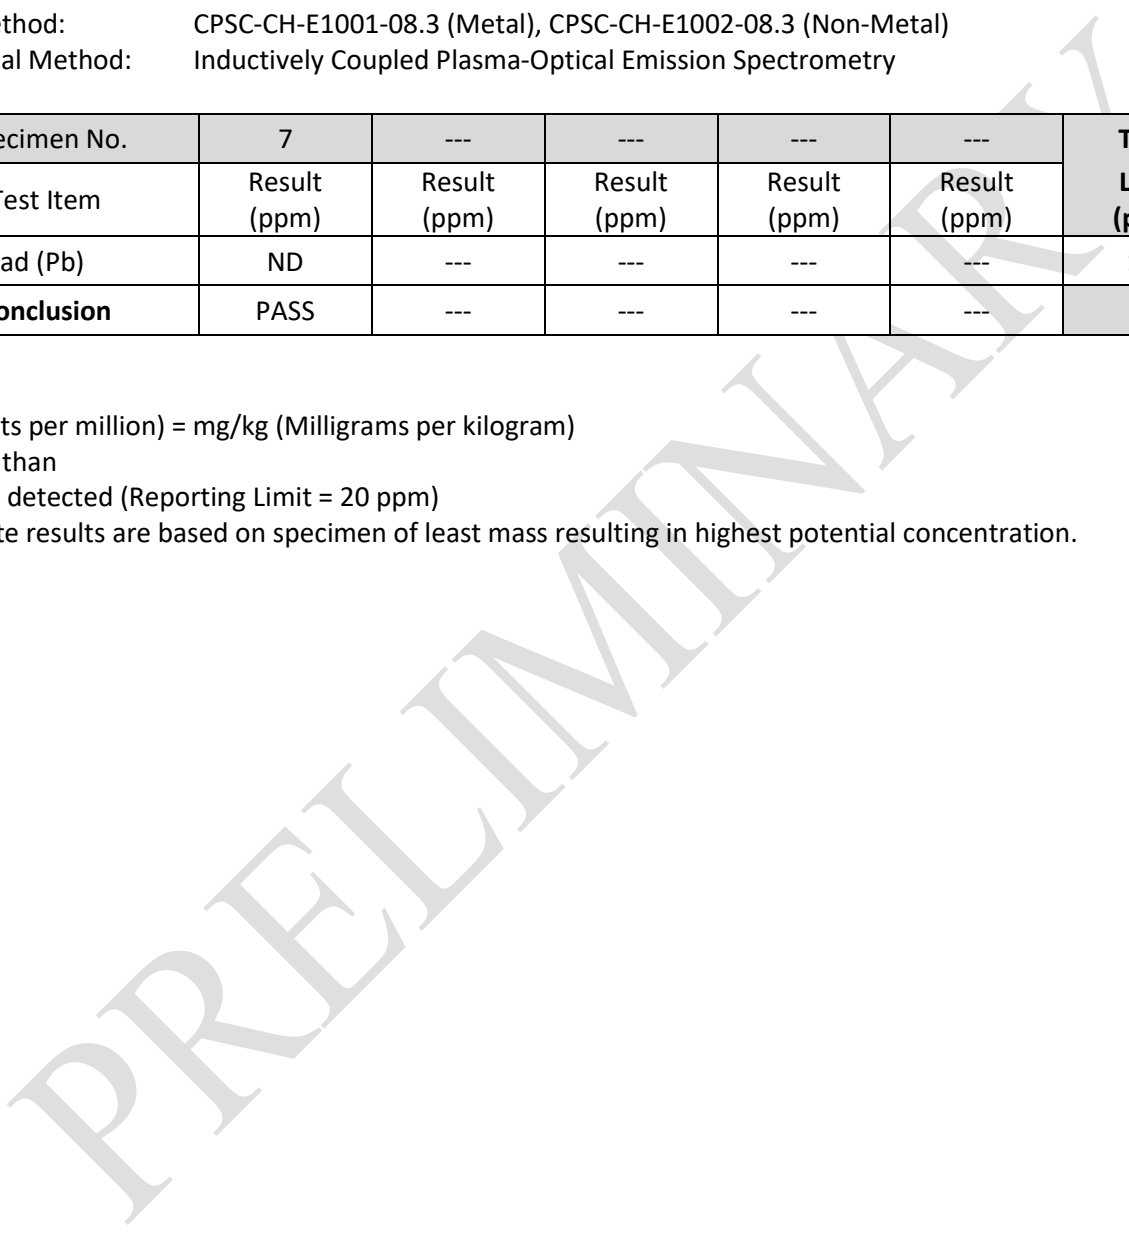 ethod: CPSC-CH-E1001-08.3 (Metal), CPSC-CH-E1002-08.3 (Non-Metal)
al Method: Inductively Coupled Plasma-Optical Emission Spectrometry
ecimen No. 7 --- --- --- --- T
Test Item Result (ppm) Result (ppm) Result (ppm) Result (ppm) Result (ppm) L (p
ad (Pb) ND --- --- --- ---
onclusion PASS --- --- --- ---
ts per million) = mg/kg (Milligrams per kilogram)
than
detected (Reporting Limit = 20 ppm)
te results are based on specimen of least mass resulting in highest potential concentration.
PRELIMINARY